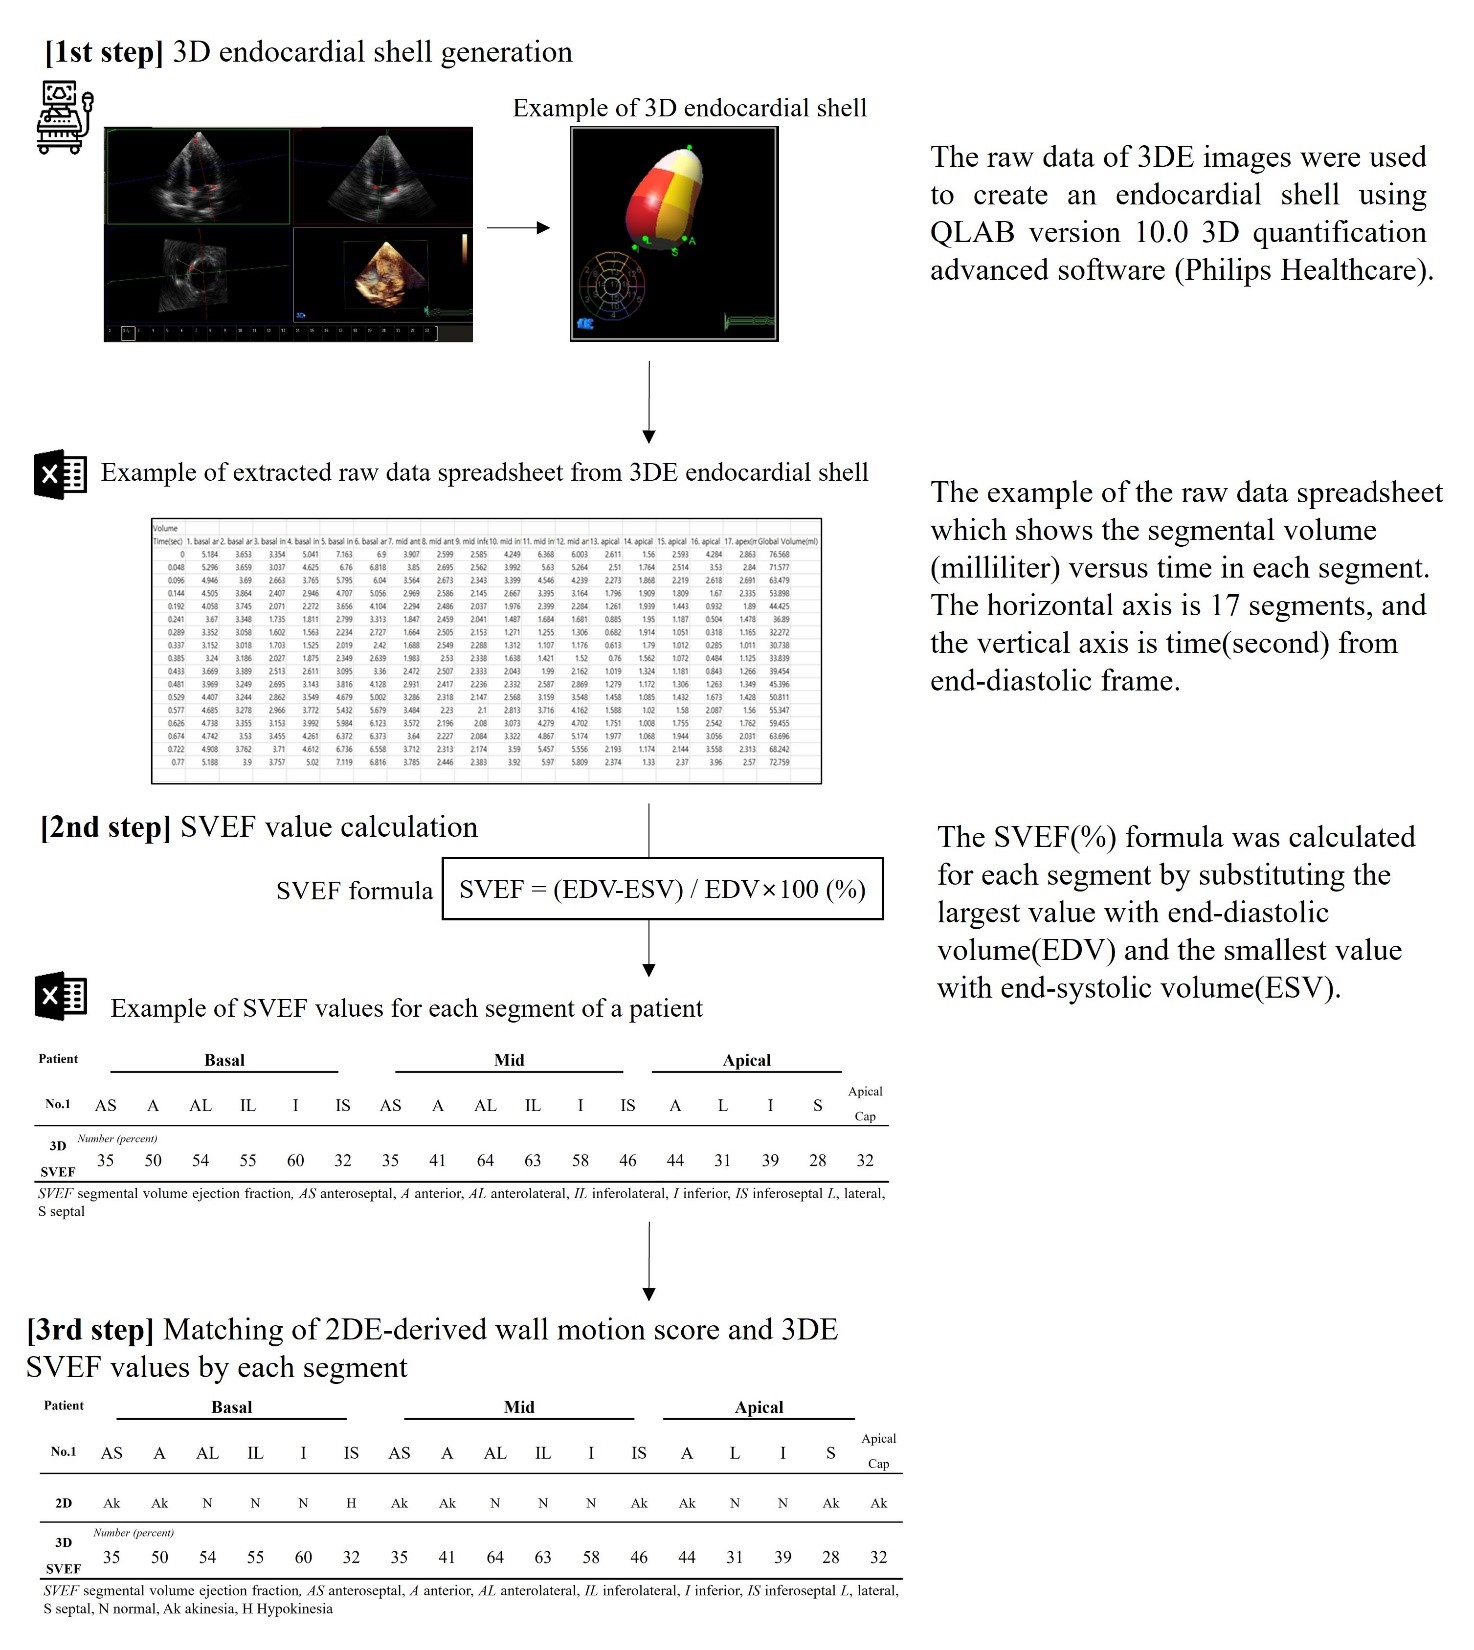 [1st step] 3D endocardial shell generation
Example of 3D endocardial shell
The raw data of 3DE images were used
to create an endocardial shell using
QLAB version 10.0 3D quantification
advanced software (Philips Healthcare).
Example of extracted raw data spreadsheet from 3DE endocardial shell
Volume
Time(sec) 1. basal ar 2. basal ar 3. basal in 4. basal in 5. basal in 6. basal ar 7. mid ant 8. mid ant 9. mid infe 10. mid in 11. mid in 12. mid ar 13. apical 14. apical 15. apical 16. apical 17. apex(m Global Volume(ml)
0 5.184 3.653 3.354 5.041 7.163 6.9 3.907 2.599 2.585 4.249 6.368 6.003 2.611 1.56 2.593 4.284 2.863 76.568
0.048 5.296 3.659 3.037 4.625 6.76 6.818 3.85 2.695 2.562 3.992 5.63 5.264 2.51 1.764 2.514 3.53 2.84 71.577
0.096 4.946 3.69 2.663 3.765 5.795 6.04 3.564 2.673 2.343 3.399 4.546 4.239 2.273 1.868 2.219 2.618 2.691 63.479
0.144 4.505 3.864 2.407 2.946 4.707 5.056 2.969 2.586 2.145 2.667 3.395 3.164 1.796 1.909 1.809 1.67 2.335 53.898
0.192 4.058 3.745 2.071 2.272 3.656 4.104 2.294 2.486 2.037 1.976 2.399 2.284 1.261 1.939 1.443 0.932 1.89 44.425
0.241 3.67 3.348 1.735 1.811 2.799 3.313 1.847 2.459 2.041 1.487 1.684 1.681 0.885 1.95 1.187 0.504 1.478 36.89
0.289 3.352 3.058 1.602 1.563 2.234 2.727 1.664 2.505 2.153 1.271 1.255 1.306 0.682 1.914 1.051 0.318 1.165 32.272
0.337 3.152 3.018 1.703 1.525 2.019 2.42 1.688 2.549 2.288 1.312 1.107 1.176 0.613 1.79 1.012 0.285 1.011 30.738
0.385 3.24 3.186 2.027 1.875 2.349 2.639 1.983 2.53 2.338 1.638 1.421 1.52 0.76 1.562 1.072 0.484 1.125 33.839
0.433 3.669 3.389 2.513 2.611 3.095 3.36 2.472 2.507 2.333 2.043 1.99 2.162 1.019 1.324 1.181 0.843 1.266 39.454
0.481 3.969 3.249 2.695 3.143 3.816 4.128 2.931 2.417 2.236 2.332 2.587 2.869 1.279 1.172 1.306 1.263 1.349 45.396
0.529 4.407 3.244 2.862 3.549 4.679 5.002 3.286 2.318 2.147 2.568 3.159 3.548 1.458 1.085 1.432 1.673 1.428 50.811
0.577 4.685 3.278 2.966 3.772 5.432 5.679 3.484 2.23 2.1 2.813 3.716 4.162 1.588 1.02 1.58 2.087 1.56 55.347
0.626 4.738 3.355 3.153 3.992 5.984 6.123 3.572 2.196 2.08 3.073 4.279 4.702 1.751 1.008 1.755 2.542 1.762 59.455
0.674 4.742 3.53 3.455 4.261 6.372 6.373 3.64 2.227 2.084 3.322 4.867 5.174 1.977 1.068 1.944 3.056 2.031 63.696
0.722 4.908 3.762 3.71 4.612 6.736 6.558 3.712 2.313 2.174 3.59 5.457 5.556 2.193 1.174 2.144 3.558 2.313 68.242
0.77 5.188 3.9 3.757 5.02 7.119 6.816 3.785 2.446 2.383 3.92 5.97 5.809 2.374 1.33 2.37 3.96 2.57 72.759
The example of the raw data spreadsheet
which shows the segmental volume
(milliliter) versus time in each segment.
The horizontal axis is 17 segments, and
the vertical axis is time(second) from
end-diastolic frame.
[2nd step] SVEF value calculation
SVEF formula
SVEF = (EDV-ESV) / EDV×100 (%)
The SVEF(%) formula was calculated
for each segment by substituting the
largest value with end-diastolic
volume(EDV) and the smallest value
with end-systolic volume(ESV).
Example of SVEF values for each segment of a patient
Patient Basal Mid Apical
No.1 AS A AL IL I IS AS A AL IL I IS A L I S Apical Cap
Number (percent)
3D SVEF 35 50 54 55 60 32 35 41 64 63 58 46 44 31 39 28 32
SVEF segmental volume ejection fraction, AS anteroseptal, A anterior, AL anterolateral, IL inferolateral, I inferior, IS inferoseptal L, lateral,
S septal
[3rd step] Matching of 2DE-derived wall motion score and 3DE
SVEF values by each segment
Patient Basal Mid Apical
No.1 AS A AL IL I IS AS A AL IL I IS A L I S Apical Cap
2D Ak Ak N N N H Ak Ak N N N Ak Ak N N Ak Ak
Number (percent)
3D SVEF 35 50 54 55 60 32 35 41 64 63 58 46 44 31 39 28 32
SVEF segmental volume ejection fraction, AS anteroseptal, A anterior, AL anterolateral, IL inferolateral, I inferior, IS inferoseptal L, lateral,
S septal, N normal, Ak akinesia, H Hypokinesia